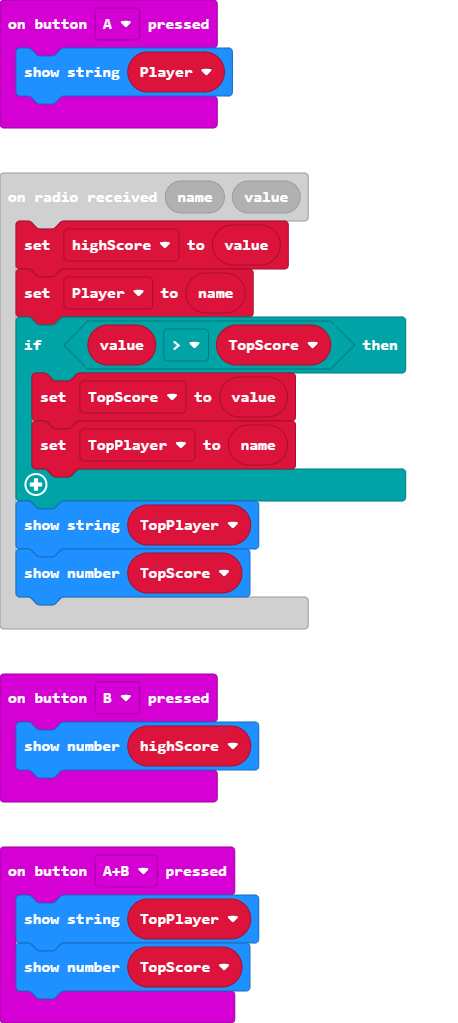 on button A pressed
show string Player
on radio received name value
set highScore to value
set Player to name
if value > TopScore then
set TopScore to value
set TopPlayer to name
show string TopPlayer
show number TopScore
on button B pressed
show number highScore
on button A+B pressed
show string TopPlayer
show number TopScore